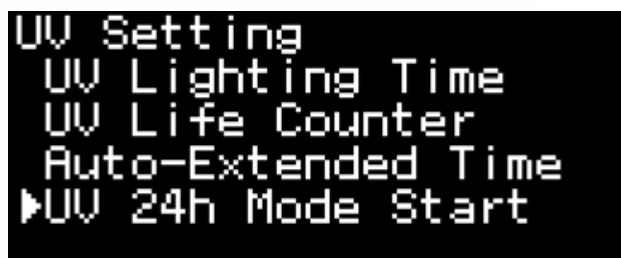 UV Setting
UV Lighting Time
UV Life Counter
Auto-Extended Time
▶UV 24h Mode Start